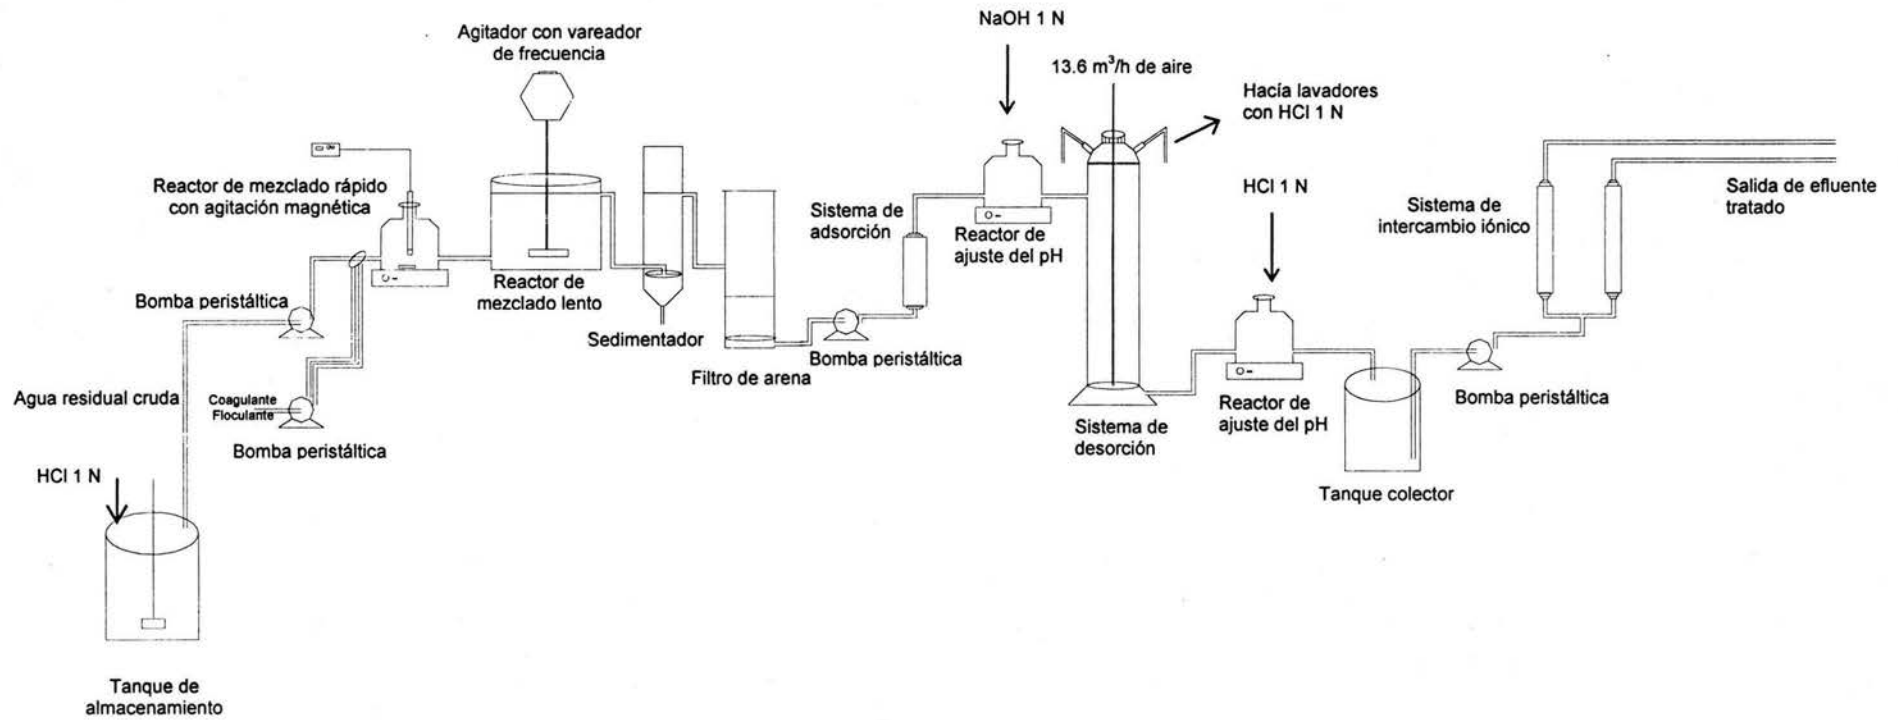 Agitador con vareador
de frecuencia
NaOH 1 N
13.6 m³/h de aire
Hacía lavadores
con HCl 1 N
Reactor de mezclado rápido
con agitación magnética
HCl 1 N
Salida de efluente
tratado
Sistema de
intercambio iónico
Sistema de
adsorción
Reactor de
ajuste del pH
Reactor de
mezclado lento
Bomba peristáltica
Sedimentador
Bomba peristáltica
Filtro de arena
Agua residual cruda
Coagulante
Floculante
Bomba peristáltica
Sistema de
desorción
Reactor de
ajuste del pH
Bomba peristáltica
HCl 1 N
Tanque colector
Tanque de
almacenamiento